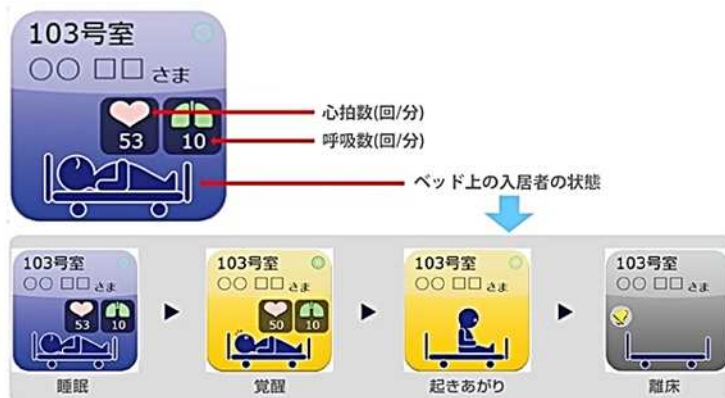 103号室
○○ □□ さま
53
10
心拍数(回/分)
呼吸数(回/分)
ベッド上の入居者の状態
103号室
○○ □□ さま
53
10
睡眠
103号室
○○ □□ さま
50
10
覚醒
103号室
○○ □□ さま
起きあがり
103号室
○○ □□ さま
離床